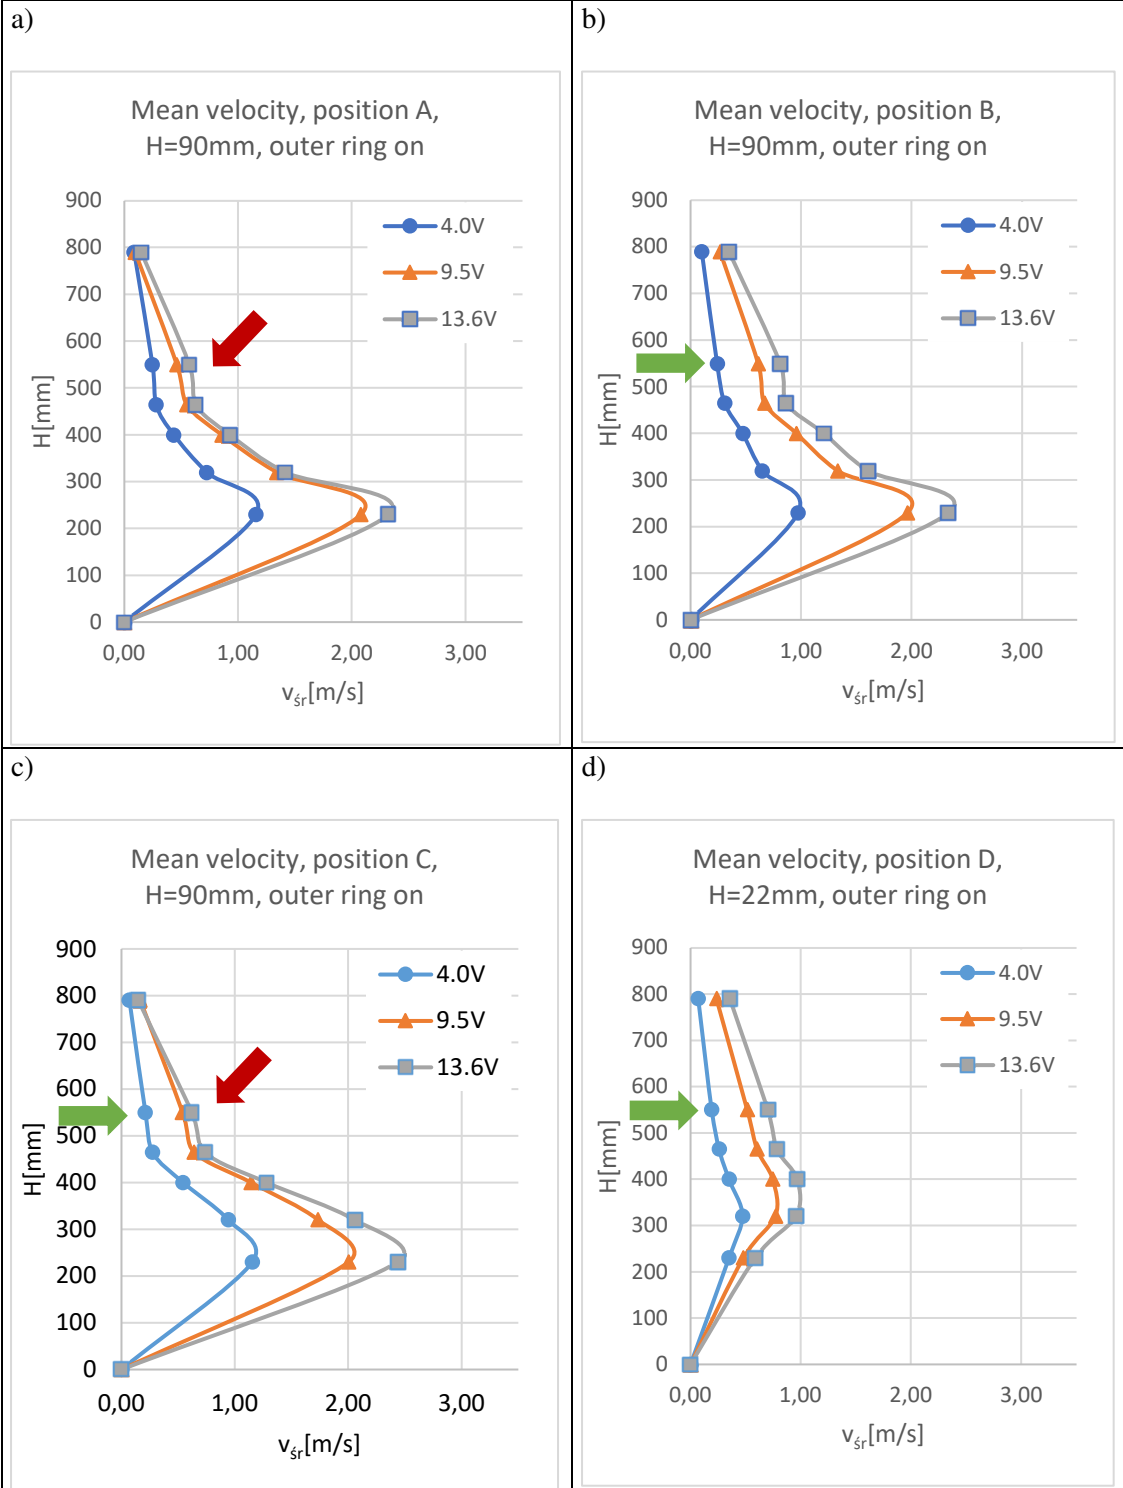 a)
Mean velocity, position A,
H=90mm, outer ring on
900
800
700
600
500
400
300
200
100
0
H[mm]
4.0V
9.5V
13.6V
0,00 1,00 2,00 3,00
vśr[m/s]
b)
Mean velocity, position B,
H=90mm, outer ring on
900
800
700
600
500
400
300
200
100
0
H[mm]
4.0V
9.5V
13.6V
0,00 1,00 2,00 3,00
vśr[m/s]
c)
Mean velocity, position C,
H=90mm, outer ring on
900
800
700
600
500
400
300
200
100
0
H[mm]
4.0V
9.5V
13.6V
0,00 1,00 2,00 3,00
vśr[m/s]
d)
Mean velocity, position D,
H=22mm, outer ring on
900
800
700
600
500
400
300
200
100
0
H[mm]
4.0V
9.5V
13.6V
0,00 1,00 2,00 3,00
vśr[m/s]